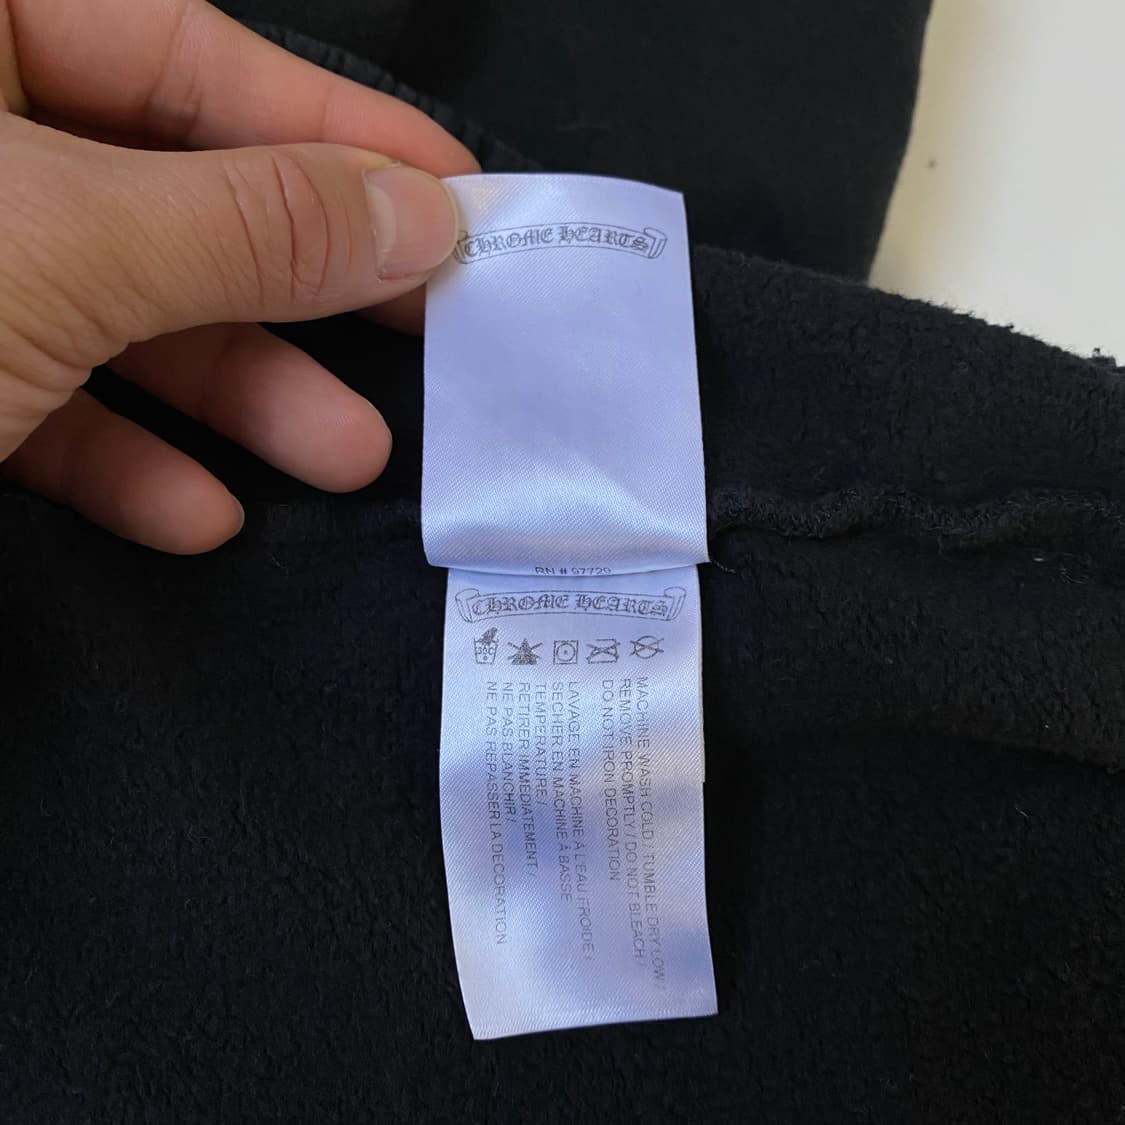 CHROME HEARTS
RN # 97729
CHROME HEARTS
30C
MACHINE WASH COLD / TUMBLE DRY LOW /
REMOVE PROMPTLY / DO NOT BLEACH /
DO NOT IRON DECORATION
LAVAGE EN MACHINE À L'EAU FROIDE /
SECHER EN MACHINE À BASSE
TEMPERATURE /
RETIRER IMMEDIATEMENT /
NE PAS BLANCHIR /
NE PAS REPASSER LA DECORATION